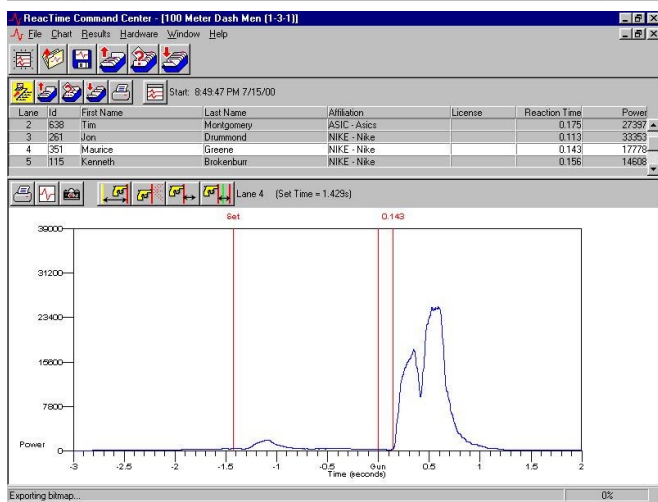 ReacTime Command Center - [100 Meter Dash Men (1-3-1)]
File Chart Results Hardware Window Help
Start: 8:49:47 PM 7/15/00
Lane Id First Name Last Name Affiliation License Reaction Time Power
2 638 Tim Montgomery ASIC - Asics 0.175 27397
3 261 Jon Drummond NIKE - Nike 0.113 33353
4 351 Maurice Greene NIKE - Nike 0.143 17778
5 115 Kenneth Brokenburr NIKE - Nike 0.156 14608
Lane 4 (Set Time = 1.429s)
Set 0.143
39000
31200
23400
15600
7800
Power 0
-3 -2.5 -2 -1.5 -1 -0.5 Gun 0.5 1 1.5 2
Time (seconds)
Exporting bitmap... 0%